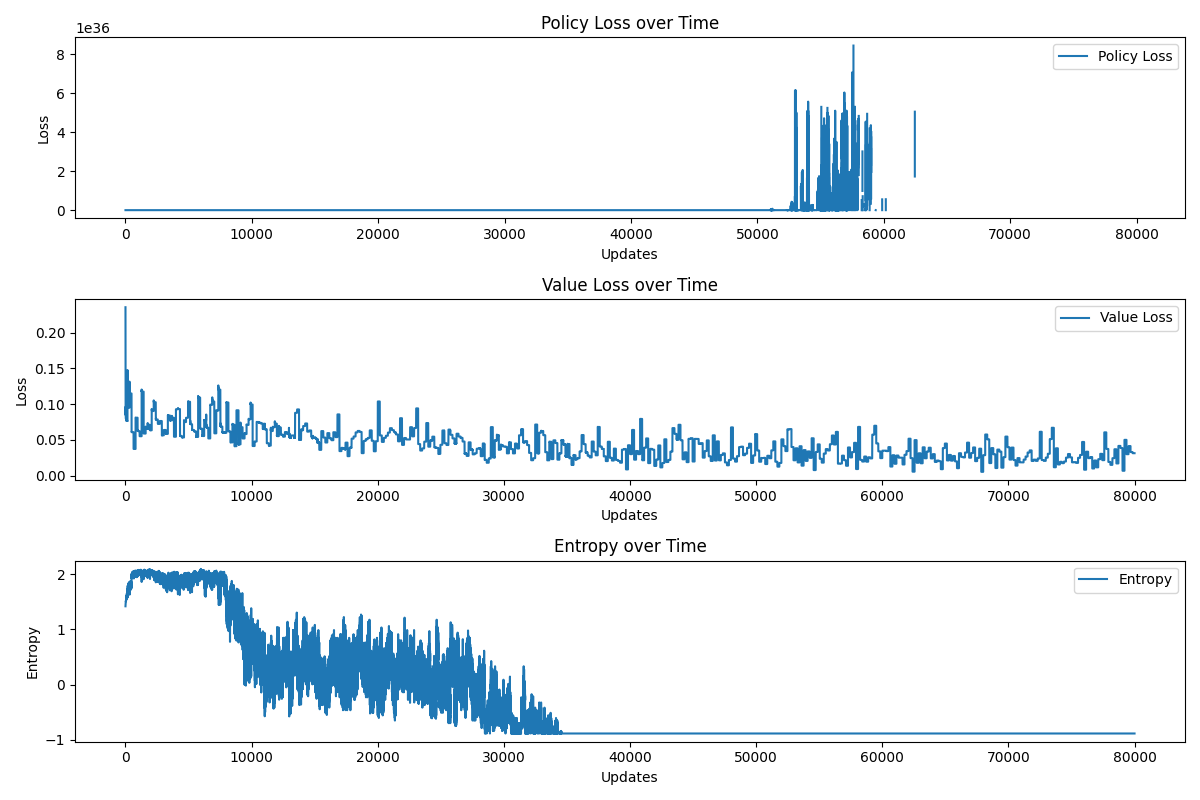 Policy Loss over Time
1e36
8
6
4
2
0
Loss
Policy Loss
0 10000 20000 30000 40000 50000 60000 70000 80000
Updates
Value Loss over Time
0.20
0.15
0.10
0.05
0.00
Loss
Value Loss
0 10000 20000 30000 40000 50000 60000 70000 80000
Updates
Entropy over Time
2
1
0
−1
Entropy
Entropy
0 10000 20000 30000 40000 50000 60000 70000 80000
Updates